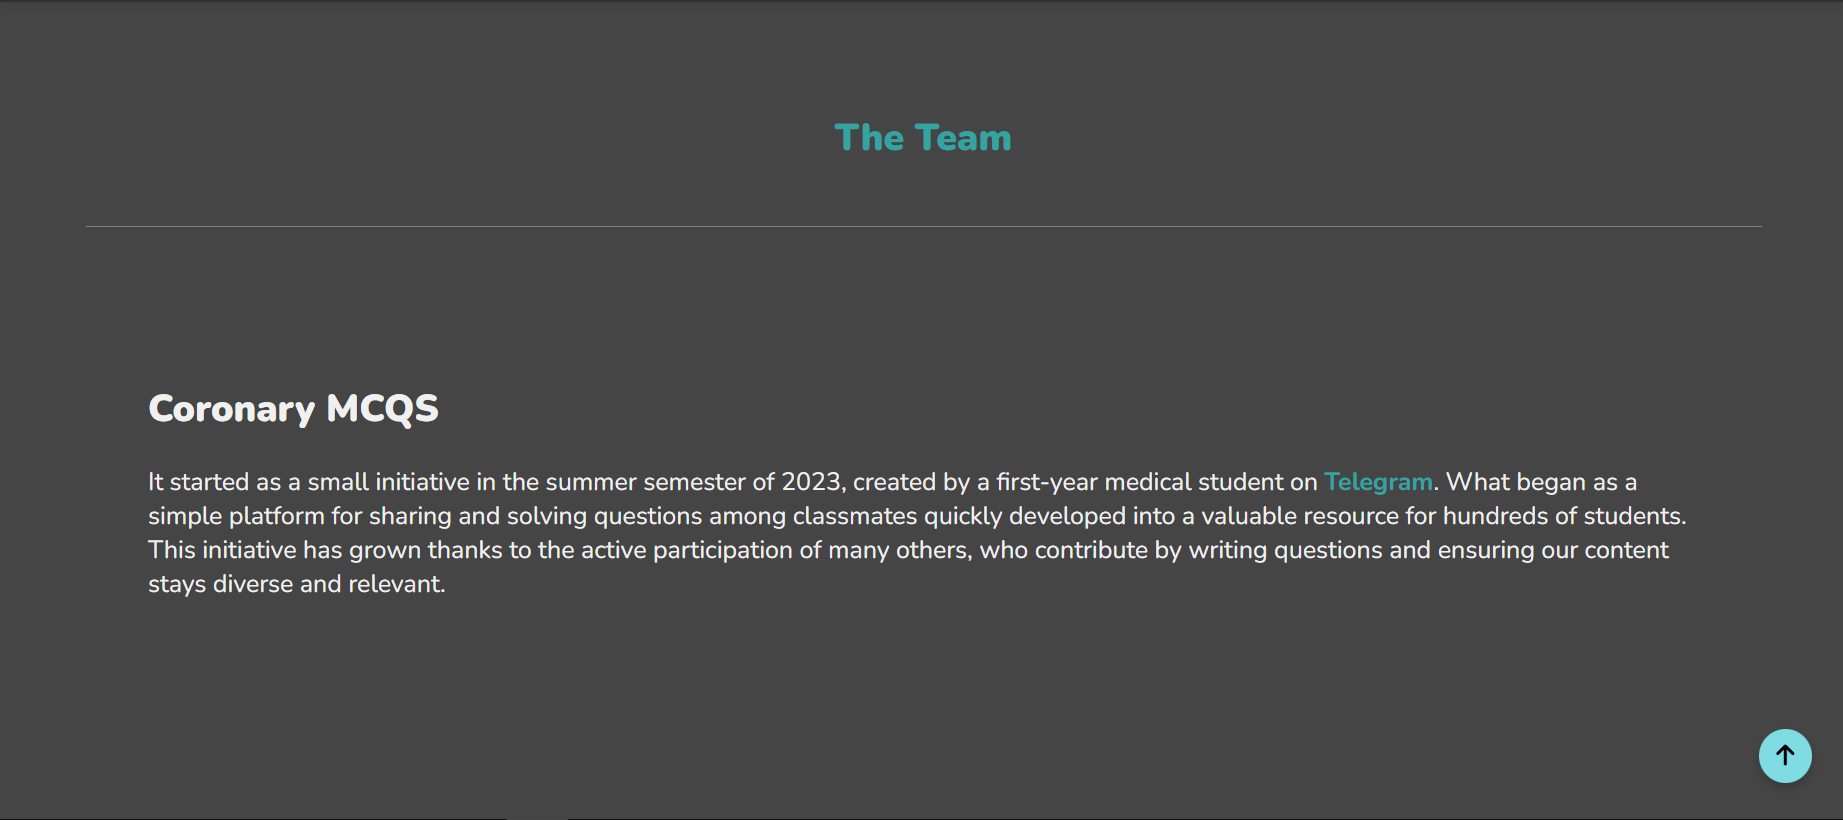 The Team
Coronary MCQS
It started as a small initiative in the summer semester of 2023, created by a first-year medical student on Telegram. What began as a
simple platform for sharing and solving questions among classmates quickly developed into a valuable resource for hundreds of students.
This initiative has grown thanks to the active participation of many others, who contribute by writing questions and ensuring our content
stays diverse and relevant.